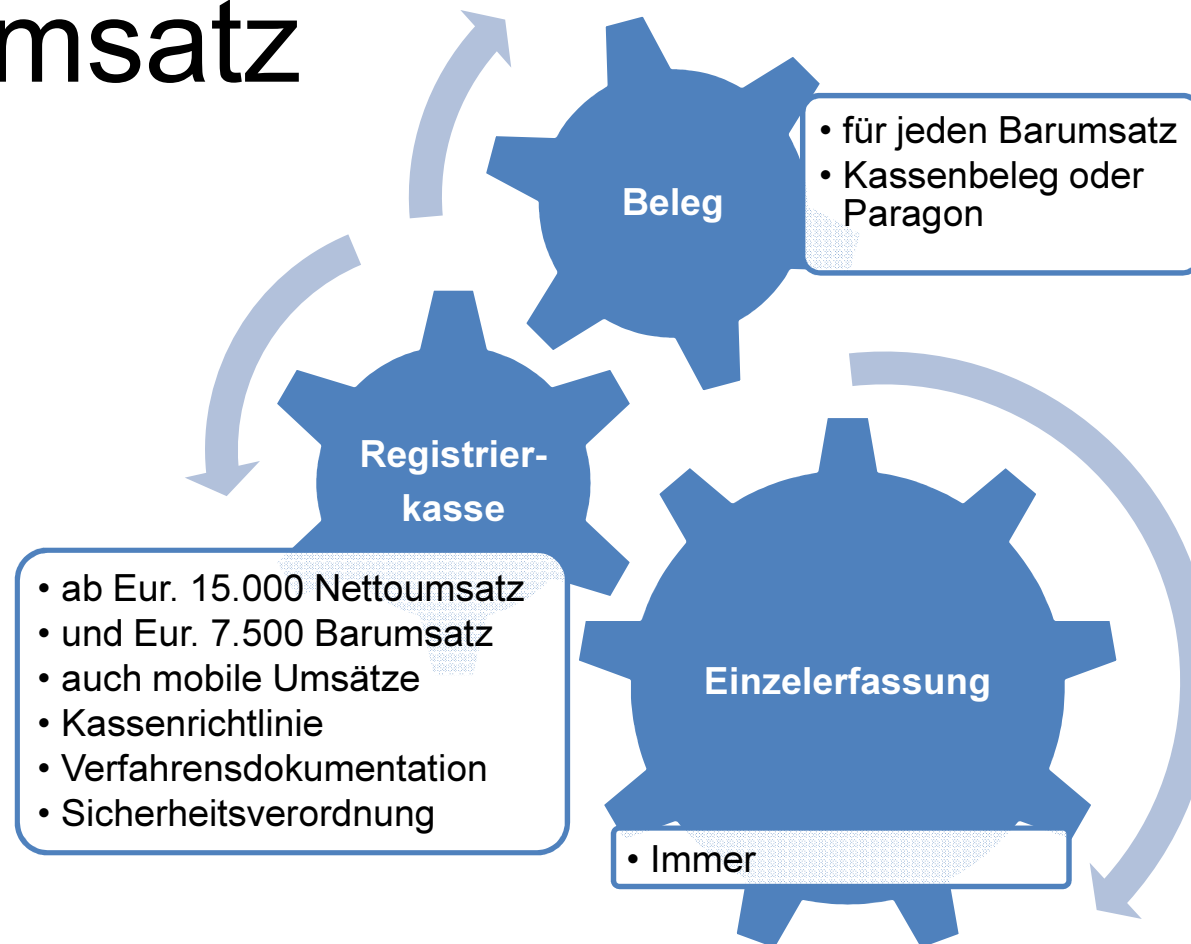 msatz
Beleg
• für jeden Barumsatz
• Kassenbeleg oder
Paragon
Registrier-
kasse
• ab Eur. 15.000 Nettoumsatz
• und Eur. 7.500 Barumsatz
• auch mobile Umsätze
• Kassenrichtlinie
• Verfahrensdokumentation
• Sicherheitsverordnung
Einzelerfassung
• Immer